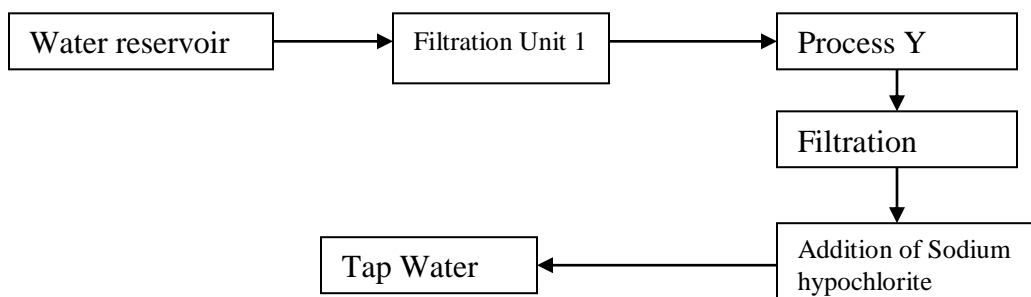 Water reservoir
Filtration Unit 1
Process Y
Filtration
Addition of Sodium
hypochlorite
Tap Water